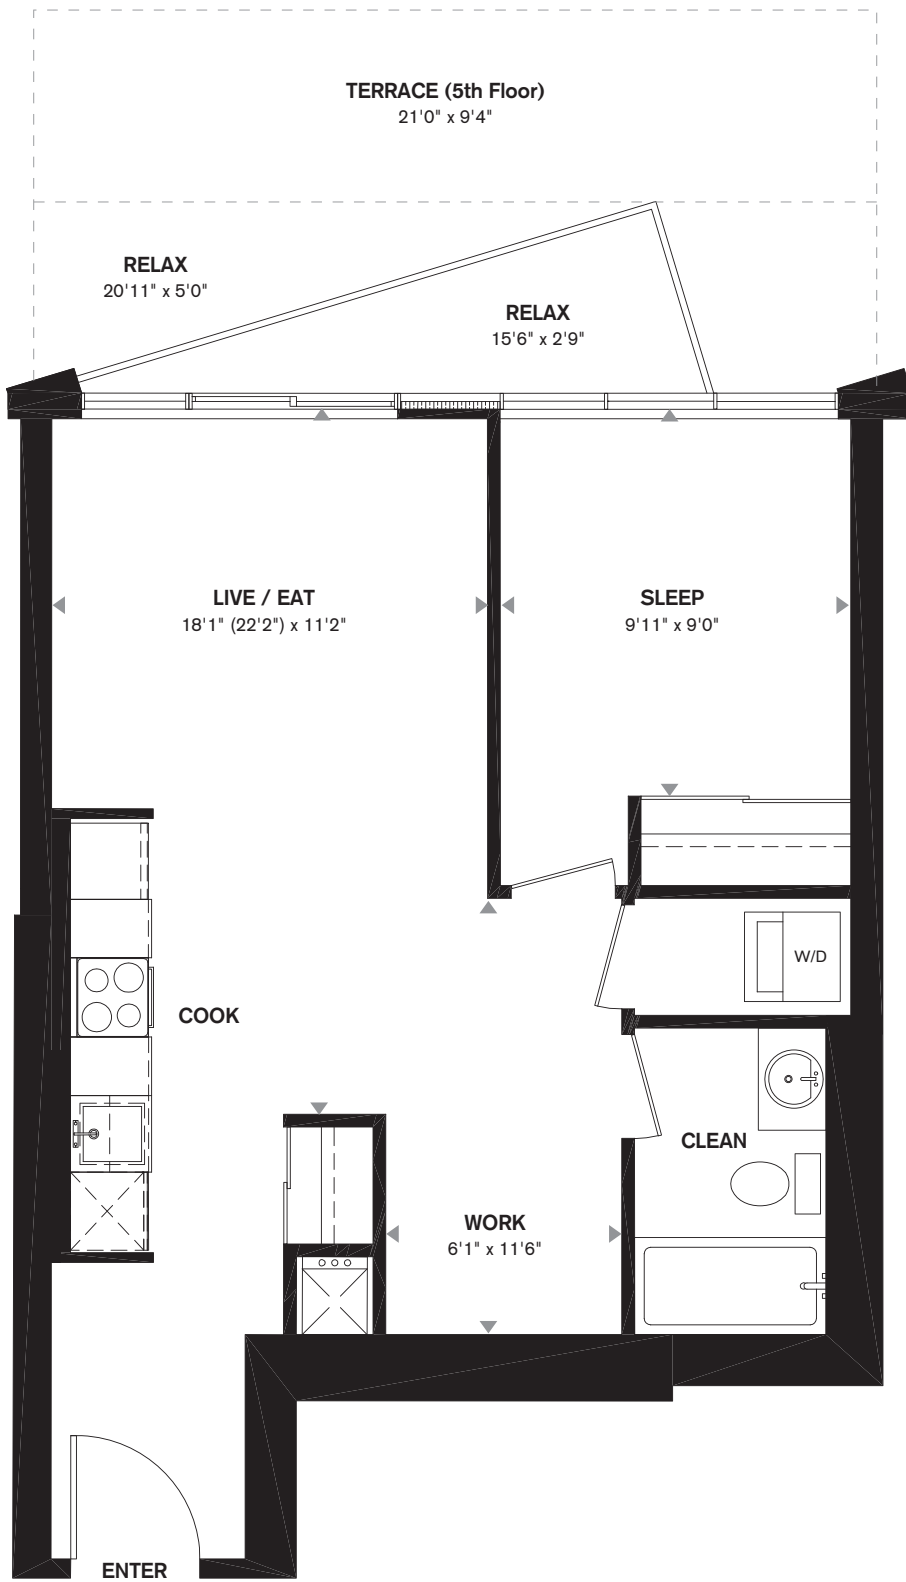 TERRACE (5th Floor)
21'0" x 9'4"
RELAX
20'11" x 5'0"
RELAX
15'6" x 2'9"
LIVE / EAT
18'1" (22'2") x 11'2"
SLEEP
9'11" x 9'0"
W/D
COOK
CLEAN
WORK
6'1" x 11'6"
ENTER